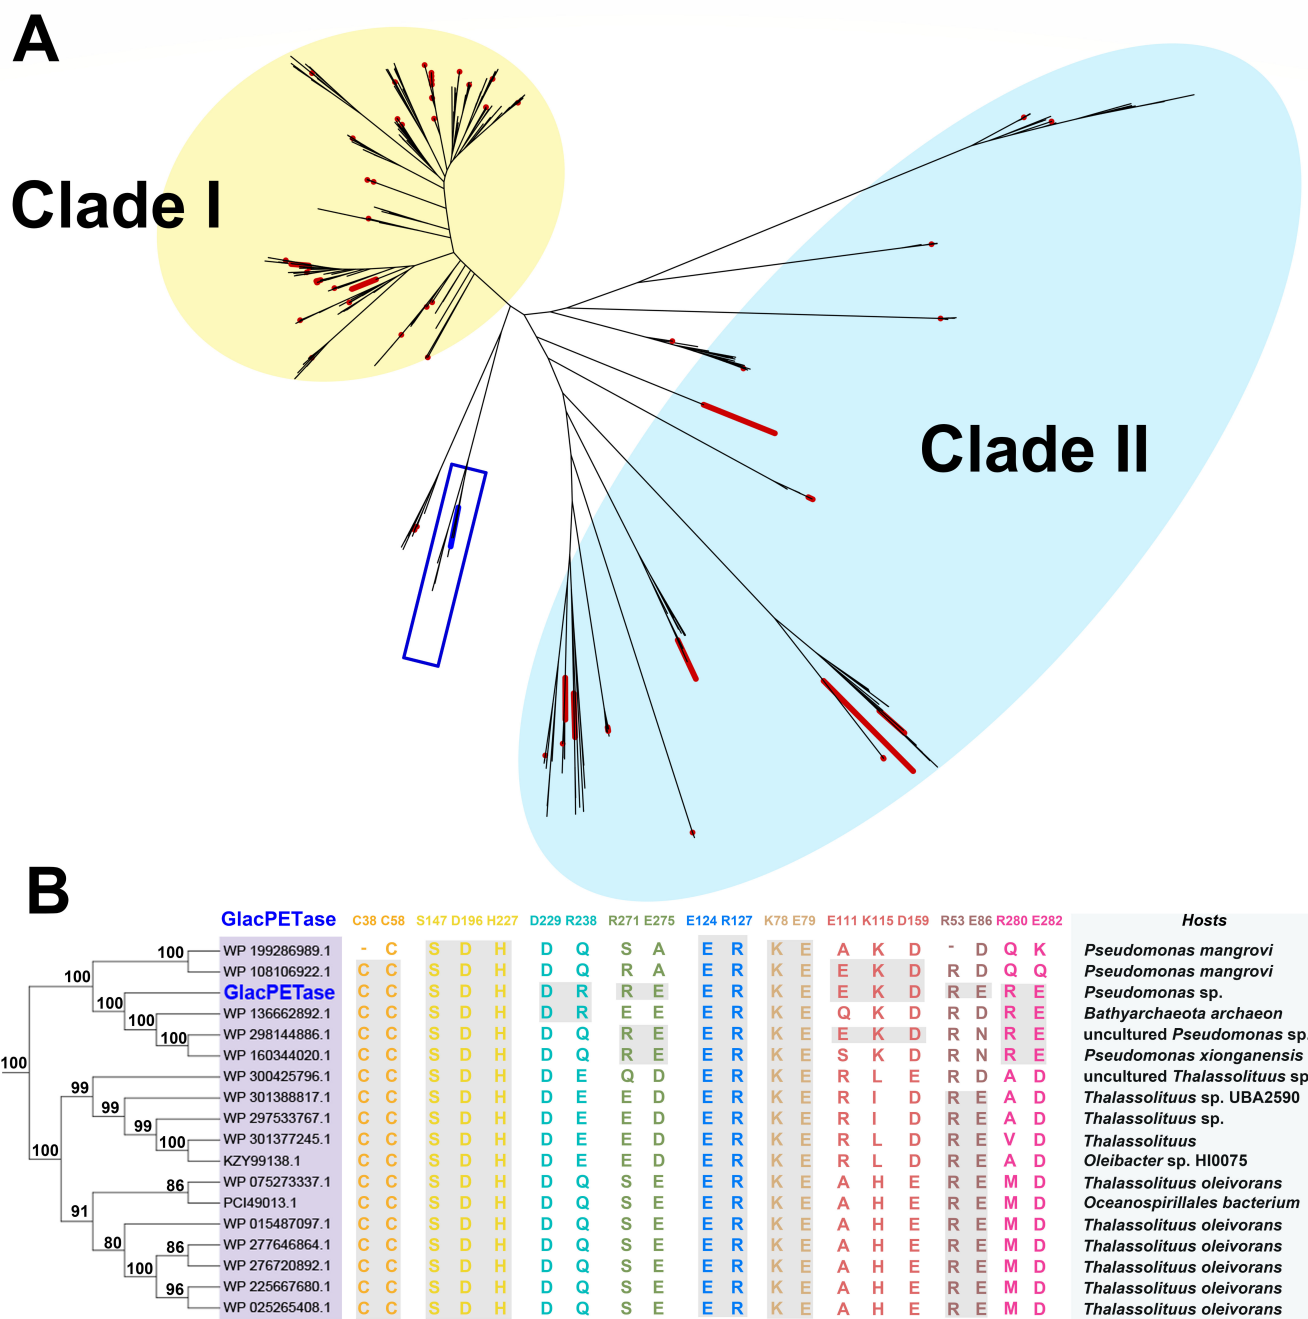 A
Clade I
Clade II
B
GlacPETase C38 C58 S147 D196 H227 D229 R238 R271 E275 E124 R127 K78 E79 E111 K115 D159 R53 E86 R280 E282 Hosts
100 WP 199286989.1 - C S D H D Q S A E R K E A K D - D Q K Pseudomonas mangrovi
100 WP 108106922.1 C C S D H D Q R A E R K E E K D R D Q Q Pseudomonas mangrovi
100 GlacPETase C C S D H D R R E E R K E E K D R E R E Pseudomonas sp.
100 WP 136662892.1 C C S D H D R E E E R K E Q K D R D R E Bathyarchaeota archaeon
100 WP 298144886.1 C C S D H D Q R E E R K E E K D R N R E uncultured Pseudomonas sp.
100 WP 160344020.1 C C S D H D Q R E E R K E S K D R N R E Pseudomonas xionganensis
99 WP 300425796.1 C C S D H D E Q D E R K E R L E R D A D uncultured Thalassolituus sp
99 WP 301388817.1 C C S D H D E E D E R K E R I D R E A D Thalassolituus sp. UBA2590
99 WP 297533767.1 C C S D H D E E D E R K E R I D R E A D Thalassolituus sp.
100 WP 301377245.1 C C S D H D E E D E R K E R L D R E V D Thalassolituus
100 KZY99138.1 C C S D H D E E D E R K E R L E R E A D Oleibacter sp. HI0075
86 WP 075273337.1 C C S D H D Q S E E R K E A H E R E M D Thalassolituus oleivorans
91 PCI49013.1 C C S D H D Q S E E R K E A H E R E M D Oceanospirillales bacterium
WP 015487097.1 C C S D H D Q S E E R K E A H E R E M D Thalassolituus oleivorans
80 86 WP 277646864.1 C C S D H D Q S E E R K E A H E R E M D Thalassolituus oleivorans
100 WP 276720892.1 C C S D H D Q S E E R K E A H E R E M D Thalassolituus oleivorans
96 WP 225667680.1 C C S D H D Q S E E R K E A H E R E M D Thalassolituus oleivorans
WP 025265408.1 C C S D H D Q S E E R K E A H E R E M D Thalassolituus oleivorans